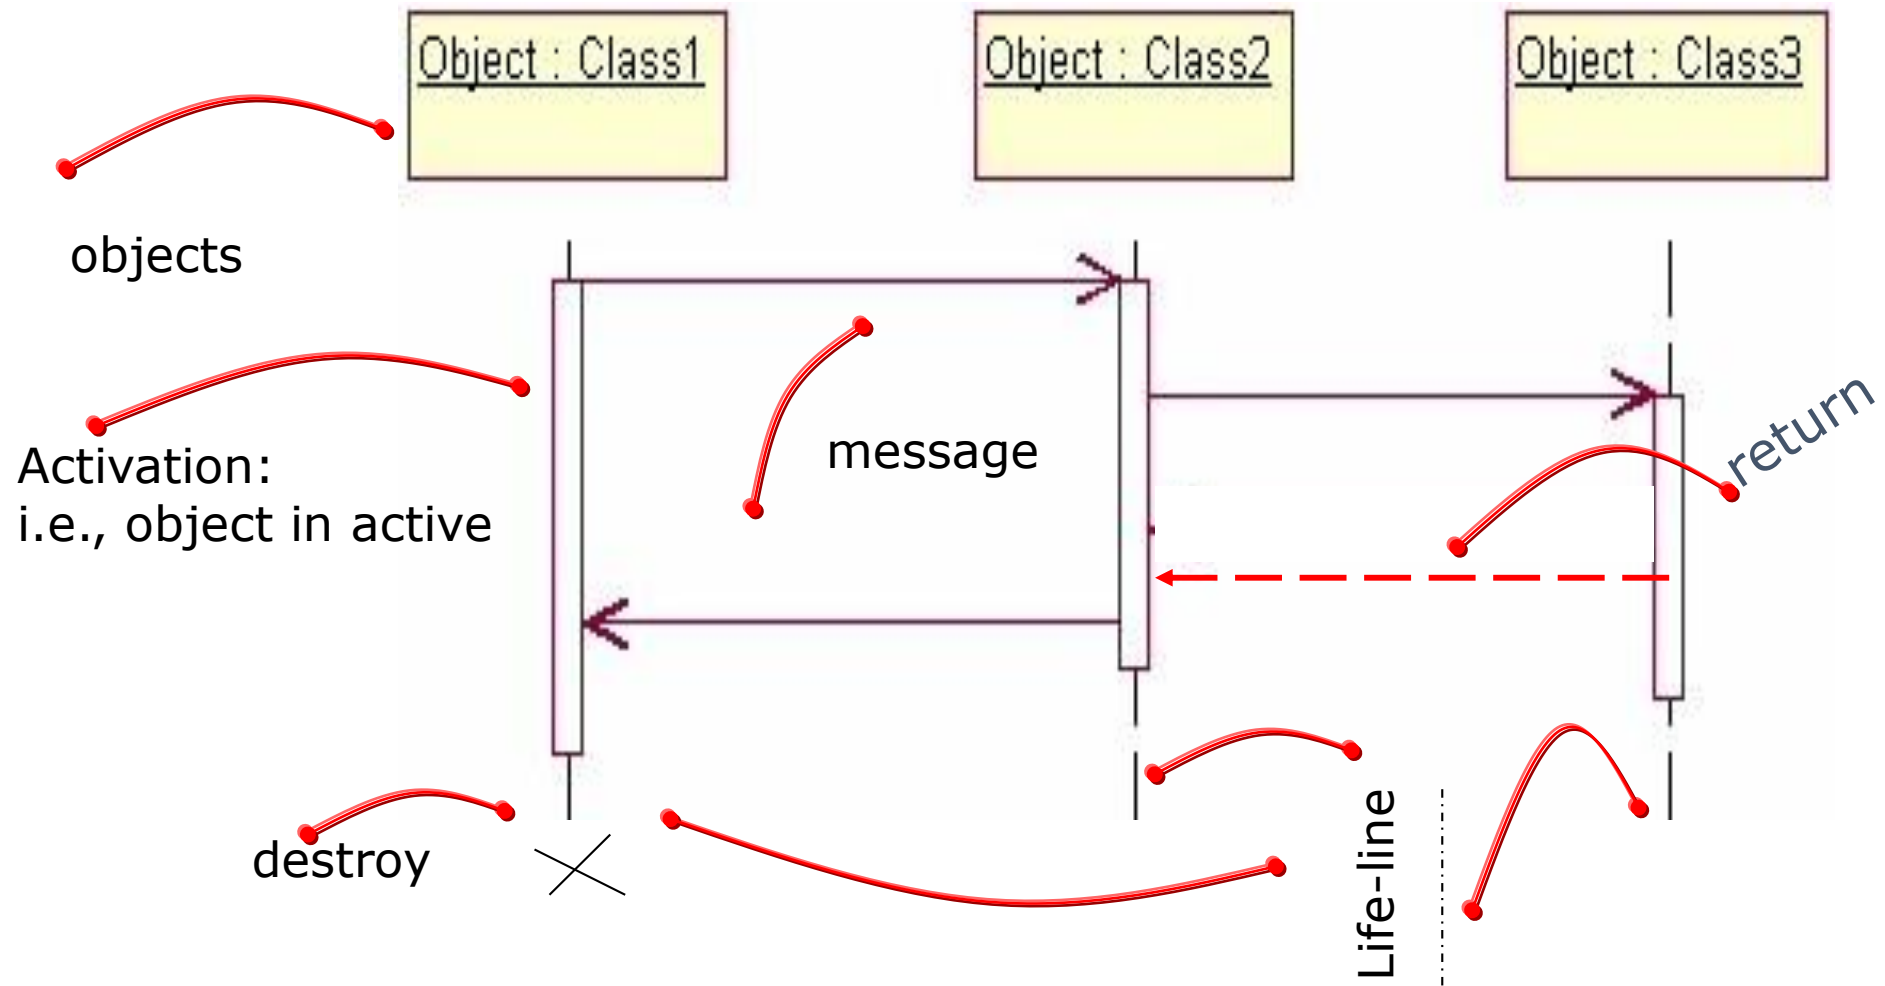 Object : Class1
Object : Class2
Object : Class3
objects
return
message
Activation:
i.e., object in active
destroy
Life-line